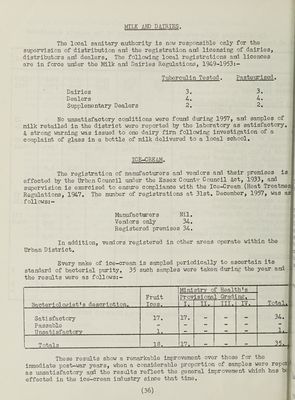 MILK AND DAIRIES.
The local sanitary authority is now responsible only for the
supervision of distribution and the registration and licensing of dairies,
distributors and dealers. The following local registrations and licences
are in force under the Milk and Dairies Regulations, 1949-1953:-
Tuberculin Tested. Pasteurised.
Dairies 3. 3.
Dealers 4. 4.
Supplementary Dealers 2. 2.
No unsatisfactory conditions were found during 1957, and samples of
milk retailed in the district were reported by the laboratory as satisfactory.
A strong warning was issued to one dairy firm following investigation of a
complaint of glass in a bottle of milk delivered to a local school.
ICE-CREAM.
The registration of manufacturers and vendors and their premises is
effected by the Urban Council under the Essex County Council Act, 1933, and
supervision is exercised to ensure compliance with the Ice-Cream (Heat Treatmen
Regulations, 1947. The number of registrations at 31st. December, 1957, was as
follows:-
Manufacturers Nil.
Vendors only 34.
Registered premises 34.
In addition, vendors registered in other areas operate within the
Urban District.
Every make of ice-cream is sampled periodically to ascertain its
standard of bacterial purity. 35 such samples were taken during the year and
the results were as follows:-
Ministry of Health's
Fruit Provisional Grading.
Bacteriologist's description. Ices. I. II. III. IV. Total.
Satisfactory 17. 17. - - - 34.
Passable - - - - - -
Unsatisfactory 1. - - - - 1.
Totals 18. 17. - - - 35.
These results show a remarkable improvement over those for the
immediate post-war years, when a considerable proportion of samples were repor
as unsatisfactory and the results reflect the general improvement which has b
effected in the ice-cream industry since that time.
(36)